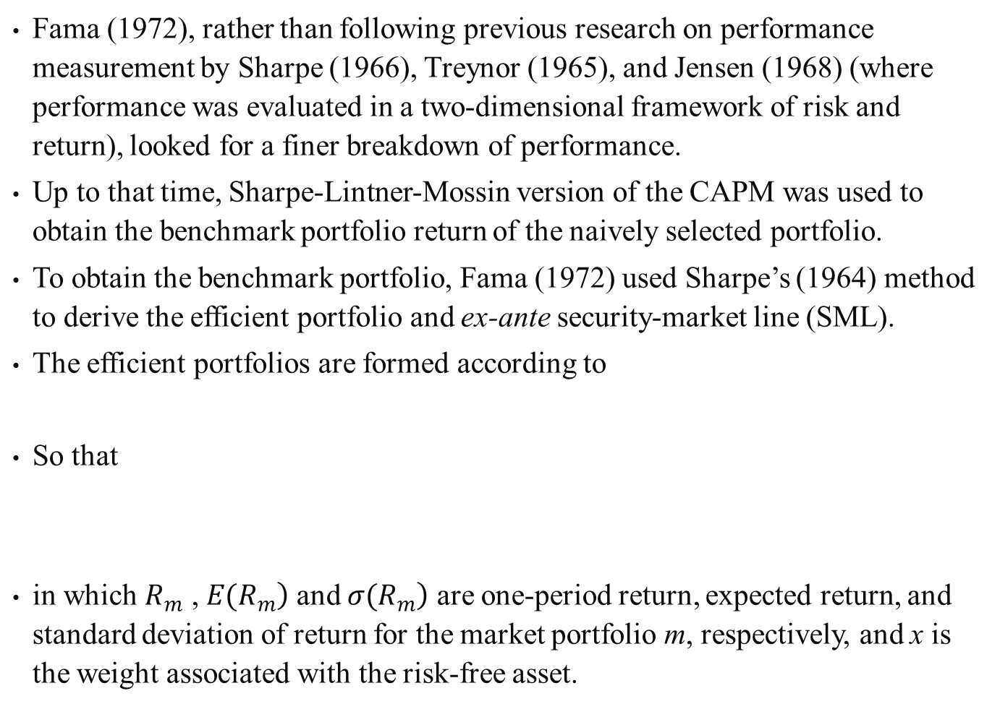 • Fama (1972), rather than following previous research on performance
measurement by Sharpe (1966), Treynor (1965), and Jensen (1968) (where
performance was evaluated in a two-dimensional framework of risk and
return), looked for a finer breakdown of performance.
• Up to that time, Sharpe-Lintner-Mossin version of the CAPM was used to
obtain the benchmark portfolio return of the naively selected portfolio.
• To obtain the benchmark portfolio, Fama (1972) used Sharpe’s (1964) method
to derive the efficient portfolio and ex-ante security-market line (SML).
• The efficient portfolios are formed according to
• So that
• in which 𝑅𝑚 , 𝐸(𝑅𝑚) and 𝜎(𝑅𝑚) are one-period return, expected return, and
standard deviation of return for the market portfolio m, respectively, and x is
the weight associated with the risk-free asset.